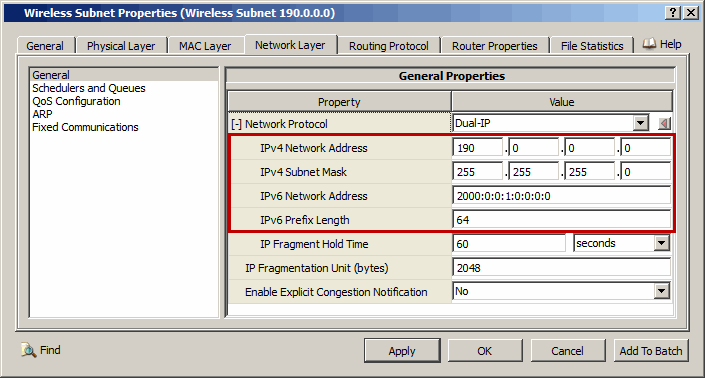 Wireless Subnet Properties (Wireless Subnet 190.0.0.0)
General Physical Layer MAC Layer Network Layer Routing Protocol Router Properties File Statistics Help
General
Schedulers and Queues
QoS Configuration
ARP
Fixed Communications
General Properties
Property Value
[-] Network Protocol Dual-IP
IPv4 Network Address 190 . 0 . 0 . 0
IPv4 Subnet Mask 255 . 255 . 255 . 0
IPv6 Network Address 2000:0:0:1:0:0:0:0
IPv6 Prefix Length 64
IP Fragment Hold Time 60 seconds
IP Fragmentation Unit (bytes) 2048
Enable Explicit Congestion Notification No
Find Apply OK Cancel Add To Batch